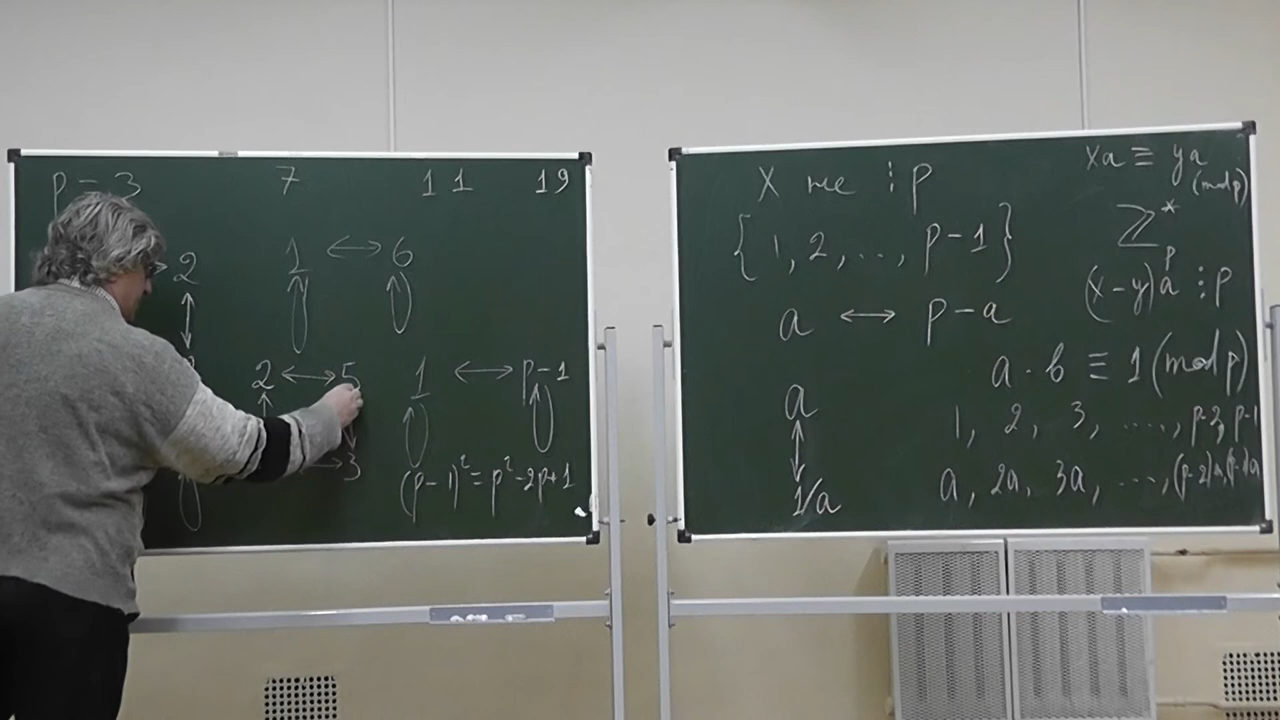 p = 3 7 11 19
2 1 ↔ 6
2 ↔ 5 1 ↔ p-1
3
(p-1)² = p² - 2p + 1
X не ⋮ p
xa ≡ ya (mod p)
{1, 2, ..., p-1}
ℤ*ₚ
(x-y)a ⋮ p
a ↔ p-a
a · b ≡ 1 (mod p)
a
↕
1/a
1, 2, 3, ...., p-2, p-1
a, 2a, 3a, ..., (p-2)a, (p-1)a